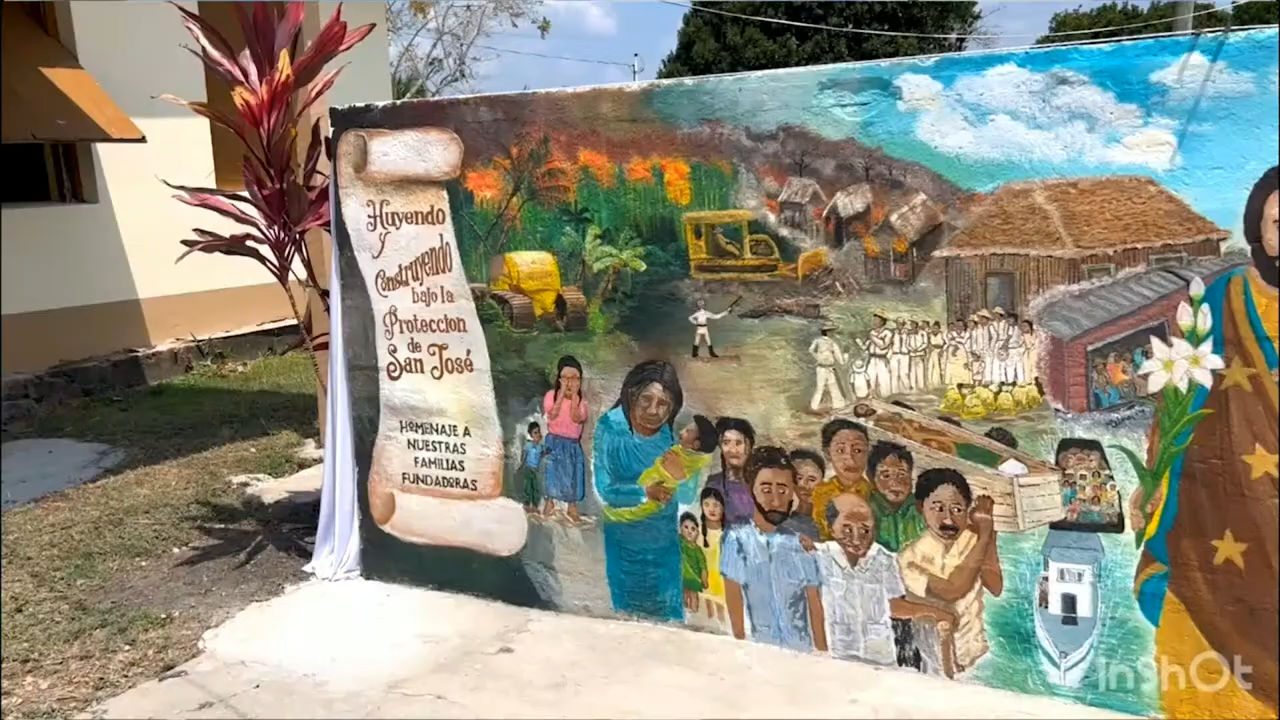 Huyendo
y
Construyendo
bajo la
Proteccion
de
San José
HOMENAJE A
NUESTRAS
FAMILIAS
FUNDADORAS
InShOt